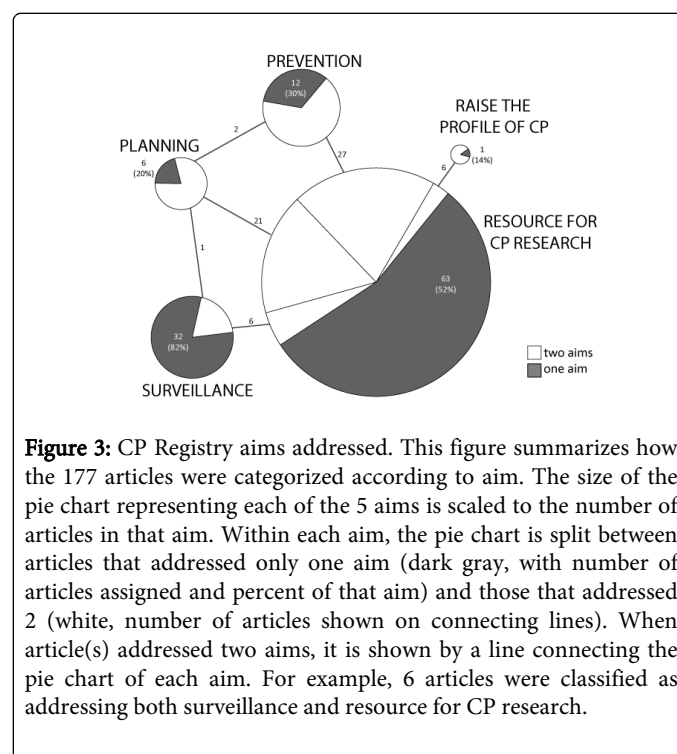 PREVENTION
12
(30%)
RAISE THE
PROFILE OF CP
1
(14%)
2
PLANNING
6
(20%)
27
6
RESOURCE FOR
CP RESEARCH
21
63
(52%)
1
32
(82%)
6
SURVEILLANCE
two aims
one aim
Figure 3: CP Registry aims addressed. This figure summarizes how
the 177 articles were categorized according to aim. The size of the
pie chart representing each of the 5 aims is scaled to the number of
articles in that aim. Within each aim, the pie chart is split between
articles that addressed only one aim (dark gray, with number of
articles assigned and percent of that aim) and those that addressed
2 (white, number of articles shown on connecting lines). When
article(s) addressed two aims, it is shown by a line connecting the
pie chart of each aim. For example, 6 articles were classified as
addressing both surveillance and resource for CP research.